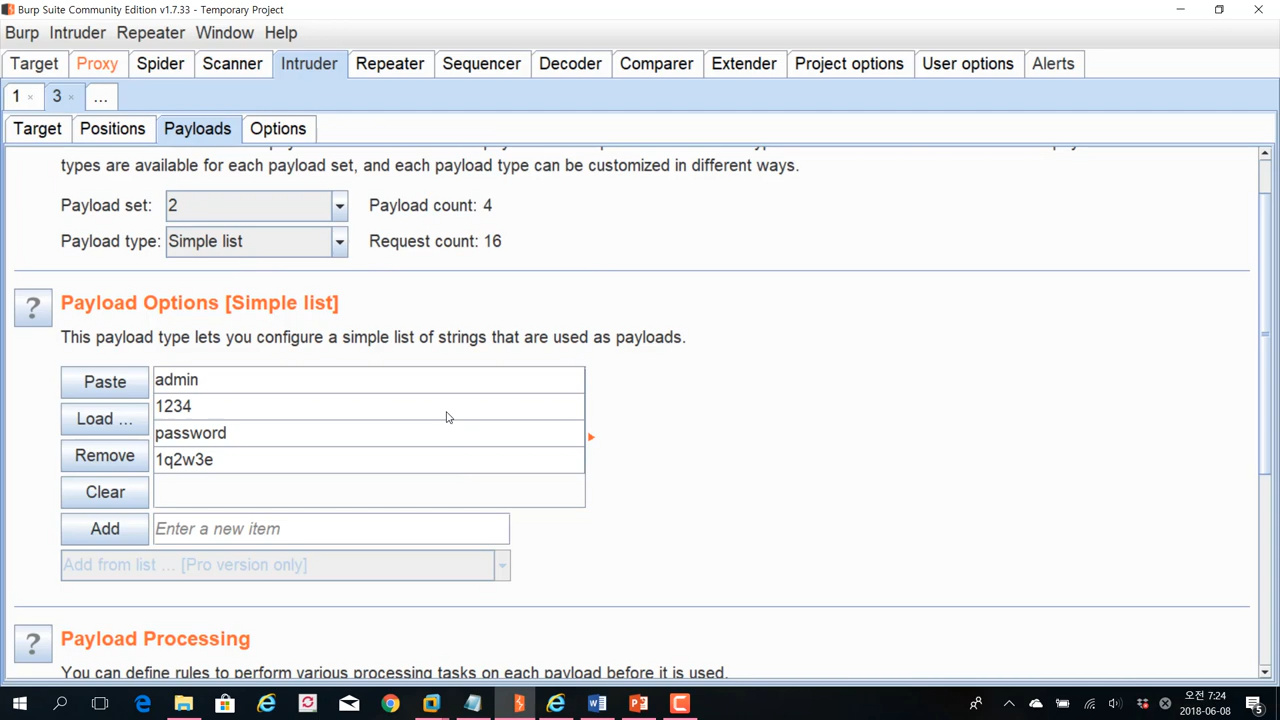 Burp Suite Community Edition v1.7.33 - Temporary Project
Burp Intruder Repeater Window Help
Target Proxy Spider Scanner Intruder Repeater Sequencer Decoder Comparer Extender Project options User options Alerts
1 × 3 × ...
Target Positions Payloads Options
types are available for each payload set, and each payload type can be customized in different ways.
Payload set: 2 Payload count: 4
Payload type: Simple list Request count: 16
? Payload Options [Simple list]
This payload type lets you configure a simple list of strings that are used as payloads.
Paste admin
Load ... 1234
Remove password
1q2w3e
Clear
Add Enter a new item
Add from list ... [Pro version only]
? Payload Processing
You can define rules to perform various processing tasks on each payload before it is used.
오전 7:24
2018-06-08
5